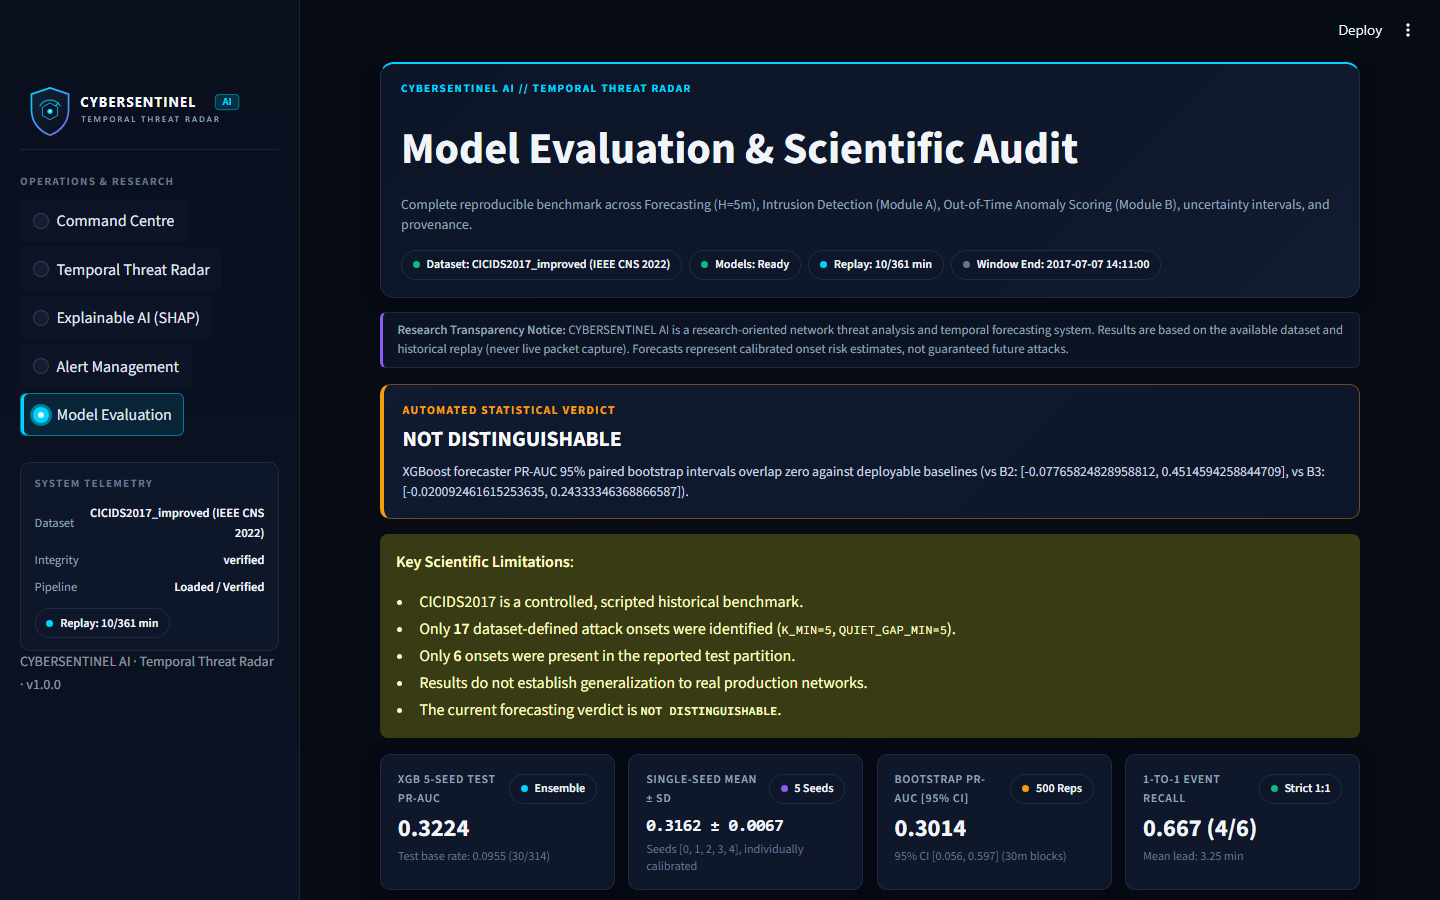 Deploy
CYBERSENTINEL AI
TEMPORAL THREAT RADAR
OPERATIONS & RESEARCH
Command Centre
Temporal Threat Radar
Explainable AI (SHAP)
Alert Management
Model Evaluation
SYSTEM TELEMETRY
Dataset CICIDS2017_improved (IEEE CNS
2022)
Integrity verified
Pipeline Loaded / Verified
Replay: 10/361 min
CYBERSENTINEL AI · Temporal Threat Radar
· v1.0.0
CYBERSENTINEL AI // TEMPORAL THREAT RADAR
Model Evaluation & Scientific Audit
Complete reproducible benchmark across Forecasting (H=5m), Intrusion Detection (Module A), Out-of-Time Anomaly Scoring (Module B), uncertainty intervals, and
provenance.
Dataset: CICIDS2017_improved (IEEE CNS 2022) Models: Ready Replay: 10/361 min Window End: 2017-07-07 14:11:00
Research Transparency Notice: CYBERSENTINEL AI is a research-oriented network threat analysis and temporal forecasting system. Results are based on the available dataset and
historical replay (never live packet capture). Forecasts represent calibrated onset risk estimates, not guaranteed future attacks.
AUTOMATED STATISTICAL VERDICT
NOT DISTINGUISHABLE
XGBoost forecaster PR-AUC 95% paired bootstrap intervals overlap zero against deployable baselines (vs B2: [-0.07765824828958812, 0.4514594258844709], vs B3:
[-0.020092461615253635, 0.24333346368866587]).
Key Scientific Limitations:
• CICIDS2017 is a controlled, scripted historical benchmark.
• Only 17 dataset-defined attack onsets were identified (K_MIN=5, QUIET_GAP_MIN=5).
• Only 6 onsets were present in the reported test partition.
• Results do not establish generalization to real production networks.
• The current forecasting verdict is NOT DISTINGUISHABLE.
XGB 5-SEED TEST
PR-AUC
Ensemble
0.3224
Test base rate: 0.0955 (30/314)
SINGLE-SEED MEAN
± SD
5 Seeds
0.3162 ± 0.0067
Seeds [0, 1, 2, 3, 4], individually
calibrated
BOOTSTRAP PR-
AUC [95% CI]
500 Reps
0.3014
95% CI [0.056, 0.597] (30m blocks)
1-TO-1 EVENT
RECALL
Strict 1:1
0.667 (4/6)
Mean lead: 3.25 min